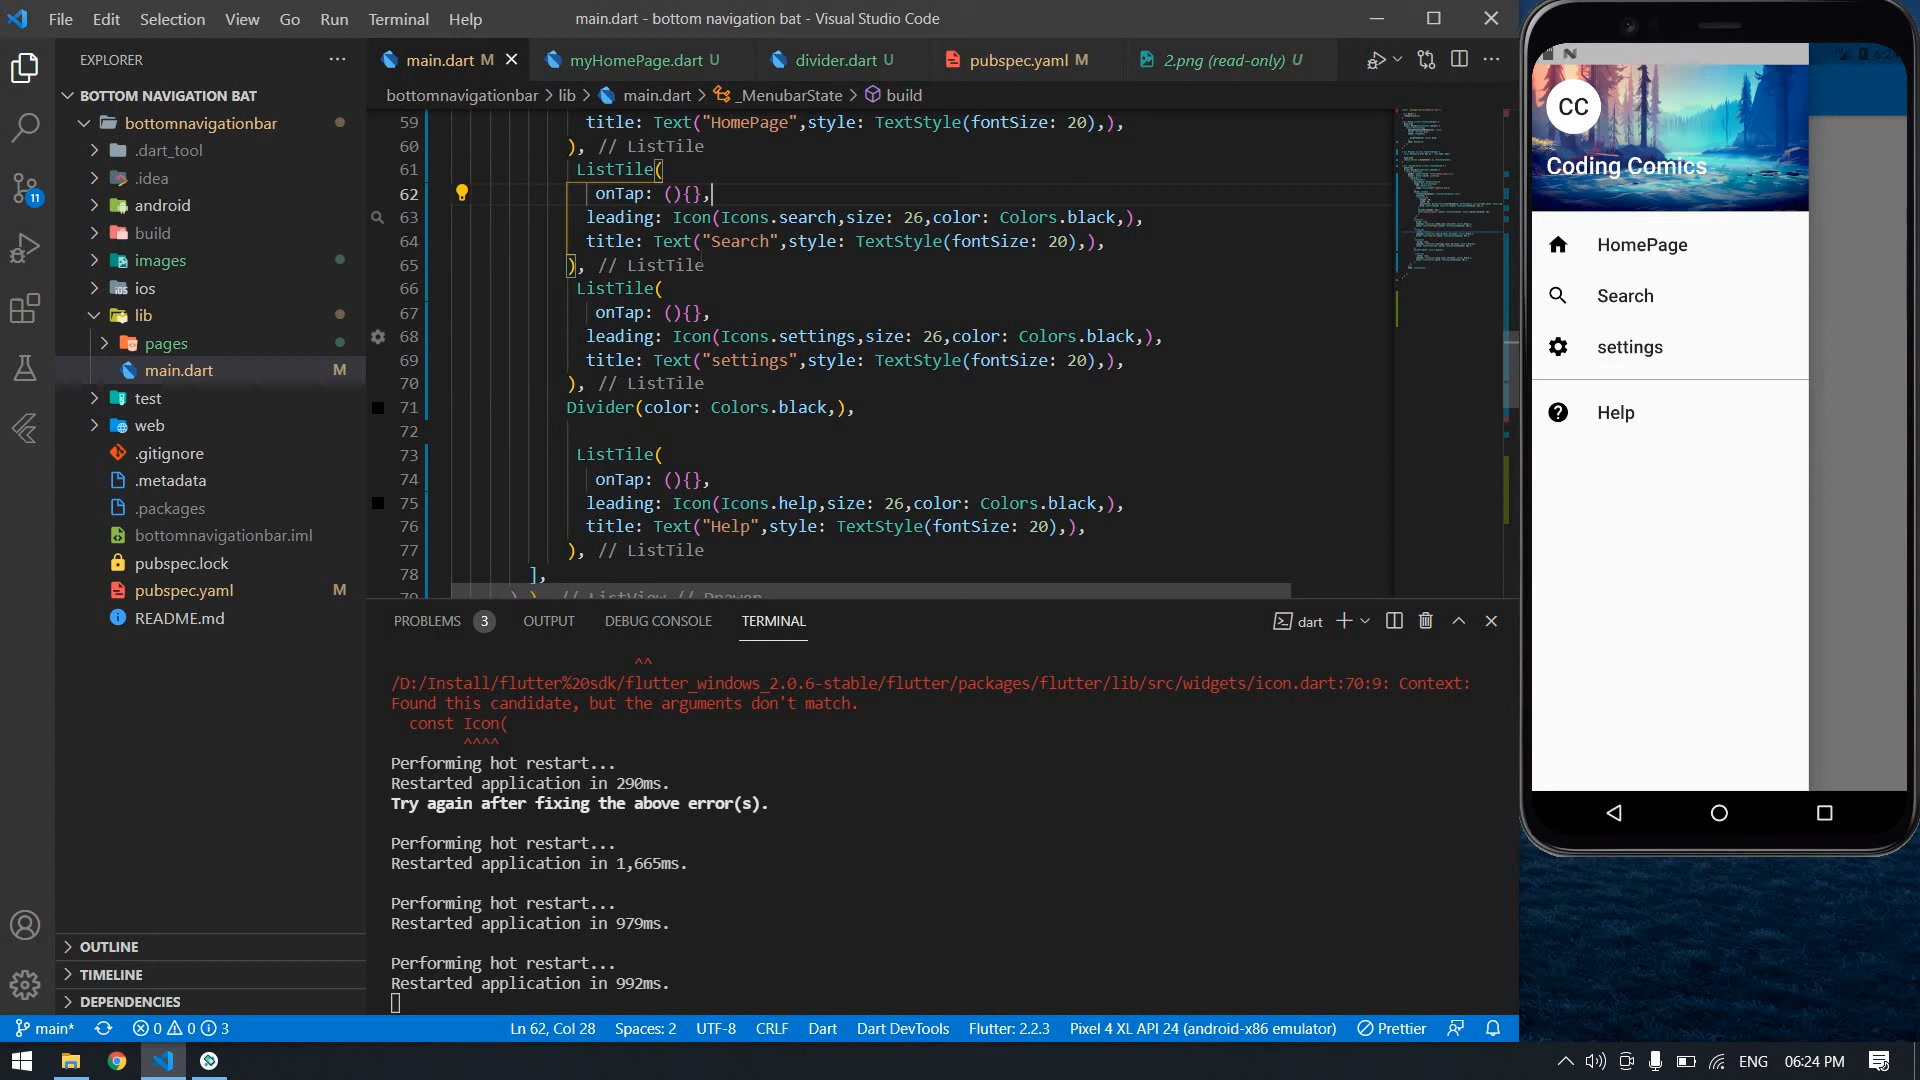 File Edit Selection View Go Run Terminal Help
main.dart - bottom navigation bat - Visual Studio Code
EXPLORER
BOTTOM NAVIGATION BAT
bottomnavigationbar
.dart_tool
.idea
android
build
images
ios
lib
pages
main.dart M
test
web
.gitignore
.metadata
.packages
bottomnavigationbar.iml
pubspec.lock
pubspec.yaml M
README.md
OUTLINE
TIMELINE
DEPENDENCIES
11
main.dart M
myHomePage.dart U
divider.dart U
pubspec.yaml M
2.png (read-only) U
bottomnavigationbar > lib > main.dart > _MenubarState > build
59 title: Text("HomePage",style: TextStyle(fontSize: 20),),
60 ), // ListTile
61 ListTile(
62 onTap: (){},
63 leading: Icon(Icons.search,size: 26,color: Colors.black,),
64 title: Text("Search",style: TextStyle(fontSize: 20),),
65 ), // ListTile
66 ListTile(
67 onTap: (){},
68 leading: Icon(Icons.settings,size: 26,color: Colors.black,),
69 title: Text("settings",style: TextStyle(fontSize: 20),),
70 ), // ListTile
71 Divider(color: Colors.black,),
72
73 ListTile(
74 onTap: (){},
75 leading: Icon(Icons.help,size: 26,color: Colors.black,),
76 title: Text("Help",style: TextStyle(fontSize: 20),),
77 ), // ListTile
78 ],
PROBLEMS 3 OUTPUT DEBUG CONSOLE TERMINAL
dart
^^
/D:/Install/flutter%20sdk/flutter_windows_2.0.6-stable/flutter/packages/flutter/lib/src/widgets/icon.dart:70:9: Context:
Found this candidate, but the arguments don't match.
const Icon(
^^^^
Performing hot restart...
Restarted application in 290ms.
Try again after fixing the above error(s).
Performing hot restart...
Restarted application in 1,665ms.
Performing hot restart...
Restarted application in 979ms.
Performing hot restart...
Restarted application in 992ms.
CC
Coding Comics
HomePage
Search
settings
Help
main* 0 0 3
Ln 62, Col 28 Spaces: 2 UTF-8 CRLF Dart Dart DevTools Flutter: 2.2.3 Pixel 4 XL API 24 (android-x86 emulator) Prettier
ENG 06:24 PM